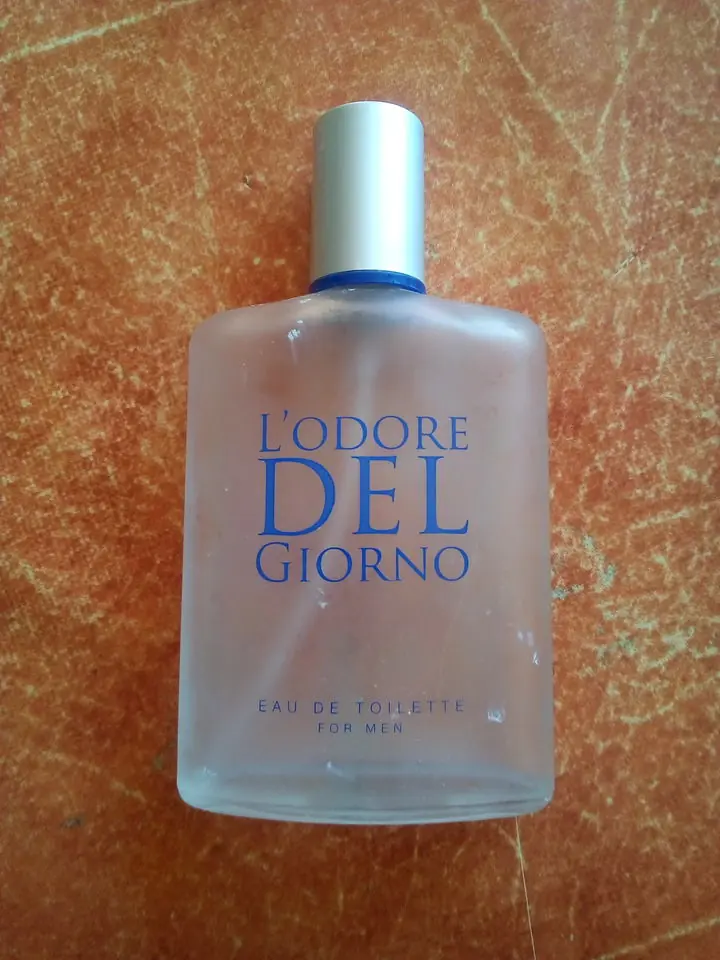 L'ODORE
DEL
GIORNO
EAU DE TOILETTE
FOR MEN